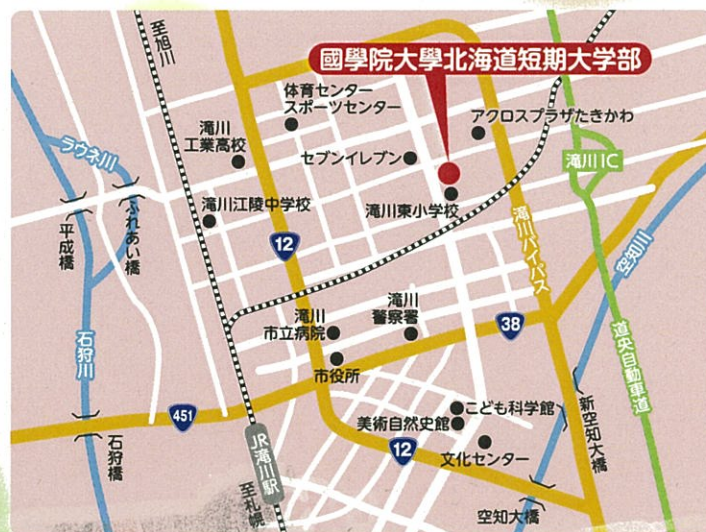 至旭川
國學院大學北海道短期大学部
体育センター
スポーツセンター
アクロスプラザたきかわ
滝川
工業高校
セブンイレブン
滝川IC
ラウネ川
滝川江陵中学校
滝川東小学校
平成橋
ふれあい橋
12
滝川バイパス
空知川
石狩川
滝川
市立病院
滝川
警察署
38
道央自動車道
市役所
451
こども科学館
美術自然史館
新空知大橋
石狩橋
JR滝川駅
12
文化センター
至札幌
空知大橋